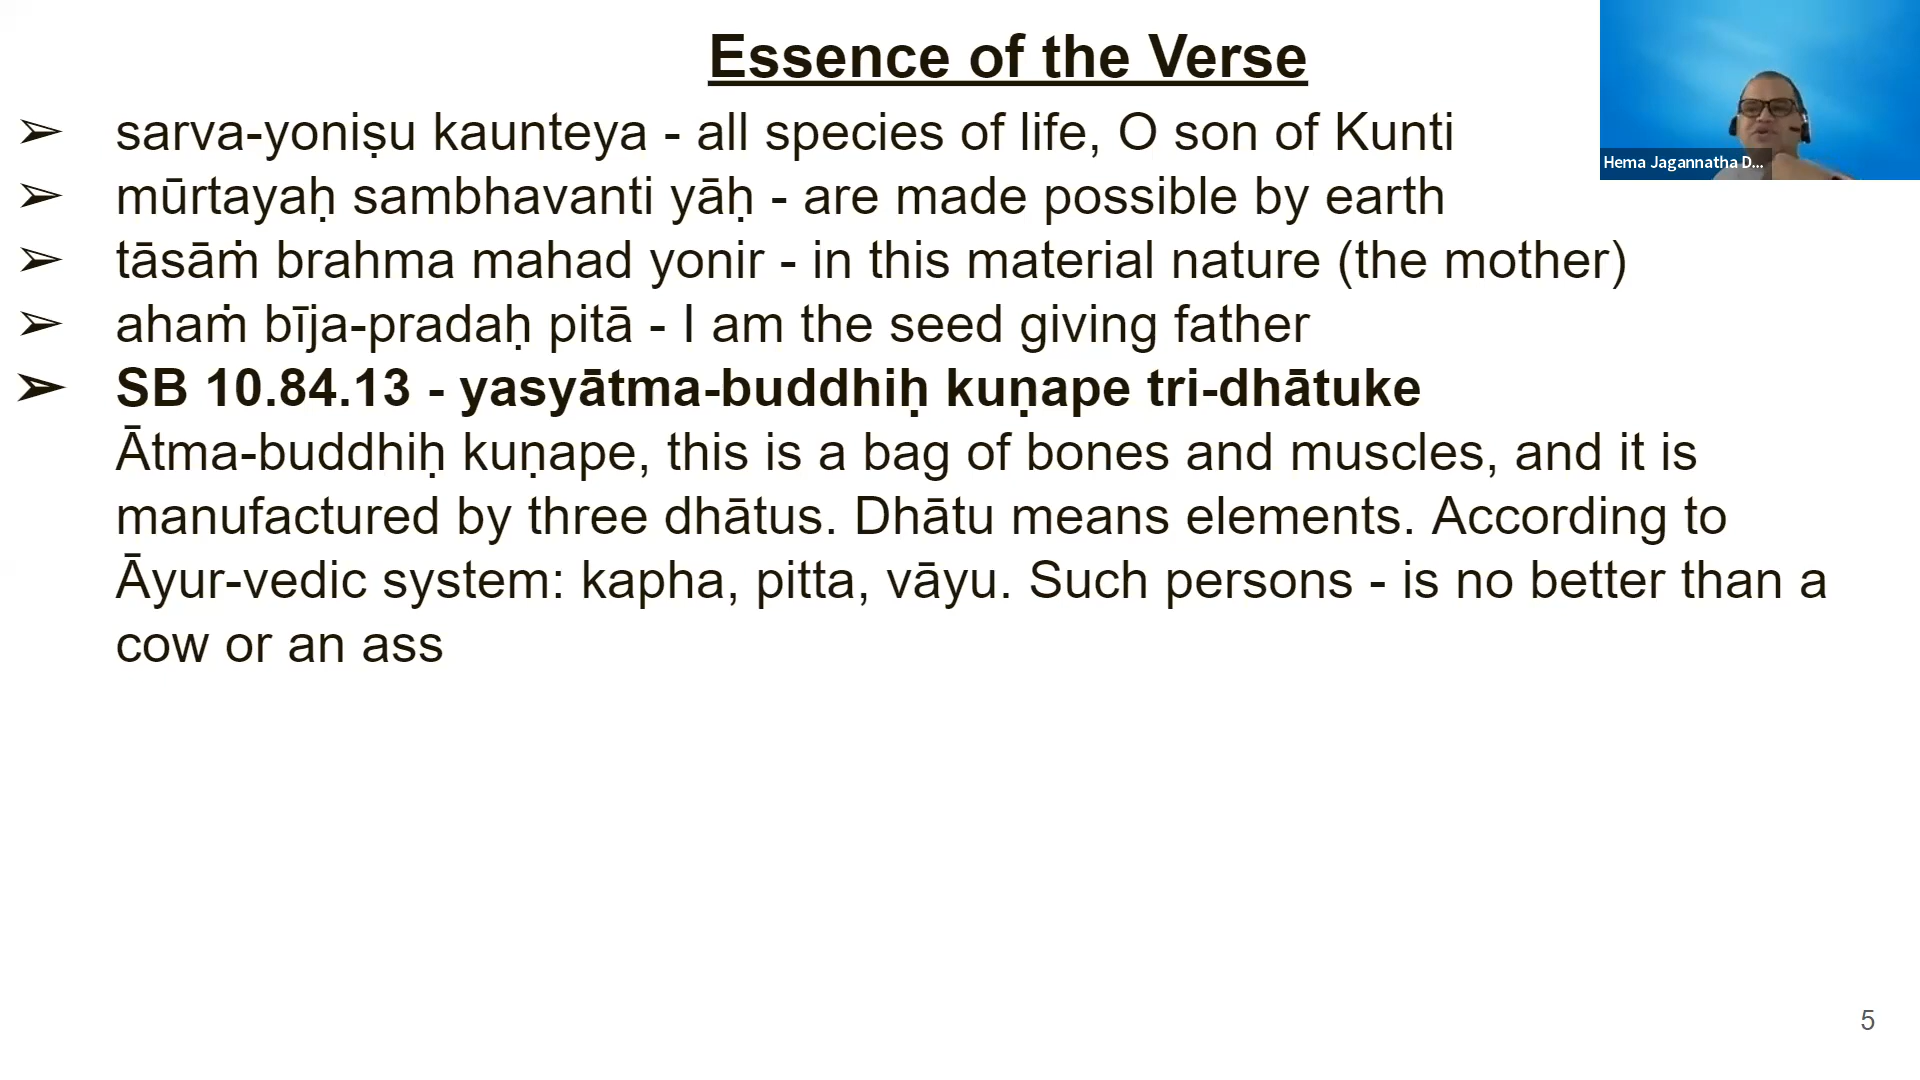 Essence of the Verse
➢ sarva-yoniṣu kaunteya - all species of life, O son of Kunti
➢ mūrtayaḥ sambhavanti yāḥ - are made possible by earth
➢ tāsāṁ brahma mahad yonir - in this material nature (the mother)
➢ ahaṁ bīja-pradaḥ pitā - I am the seed giving father
➢ SB 10.84.13 - yasyātma-buddhiḥ kuṇape tri-dhātuke
Ātma-buddhiḥ kuṇape, this is a bag of bones and muscles, and it is
manufactured by three dhātus. Dhātu means elements. According to
Āyur-vedic system: kapha, pitta, vāyu. Such persons - is no better than a
cow or an ass
Hema Jagannatha D...
5